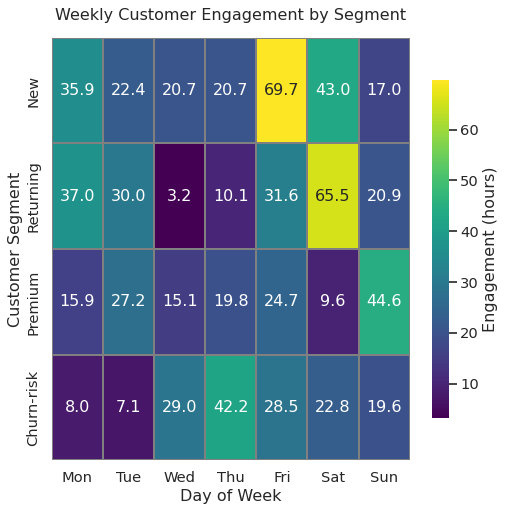 Weekly Customer Engagement by Segment
New 35.9 22.4 20.7 20.7 69.7 43.0 17.0
Returning 37.0 30.0 3.2 10.1 31.6 65.5 20.9
Premium 15.9 27.2 15.1 19.8 24.7 9.6 44.6
Churn-risk 8.0 7.1 29.0 42.2 28.5 22.8 19.6
Customer Segment
Mon Tue Wed Thu Fri Sat Sun
Day of Week
60
50
40
30
20
10
Engagement (hours)